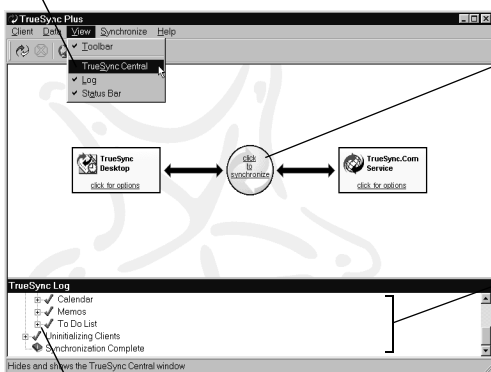 TrueSync Plus
Client Data View Synchronize Help
Toolbar
TrueSync Central
Log
Status Bar
TrueSync
Desktop
click for options
click
to
synchronize
TrueSync.Com
Service
click for options
TrueSync Log
Calendar
Memos
To Do List
Uninitializing Clients
Synchronization Complete
Hides and shows the TrueSync Central window